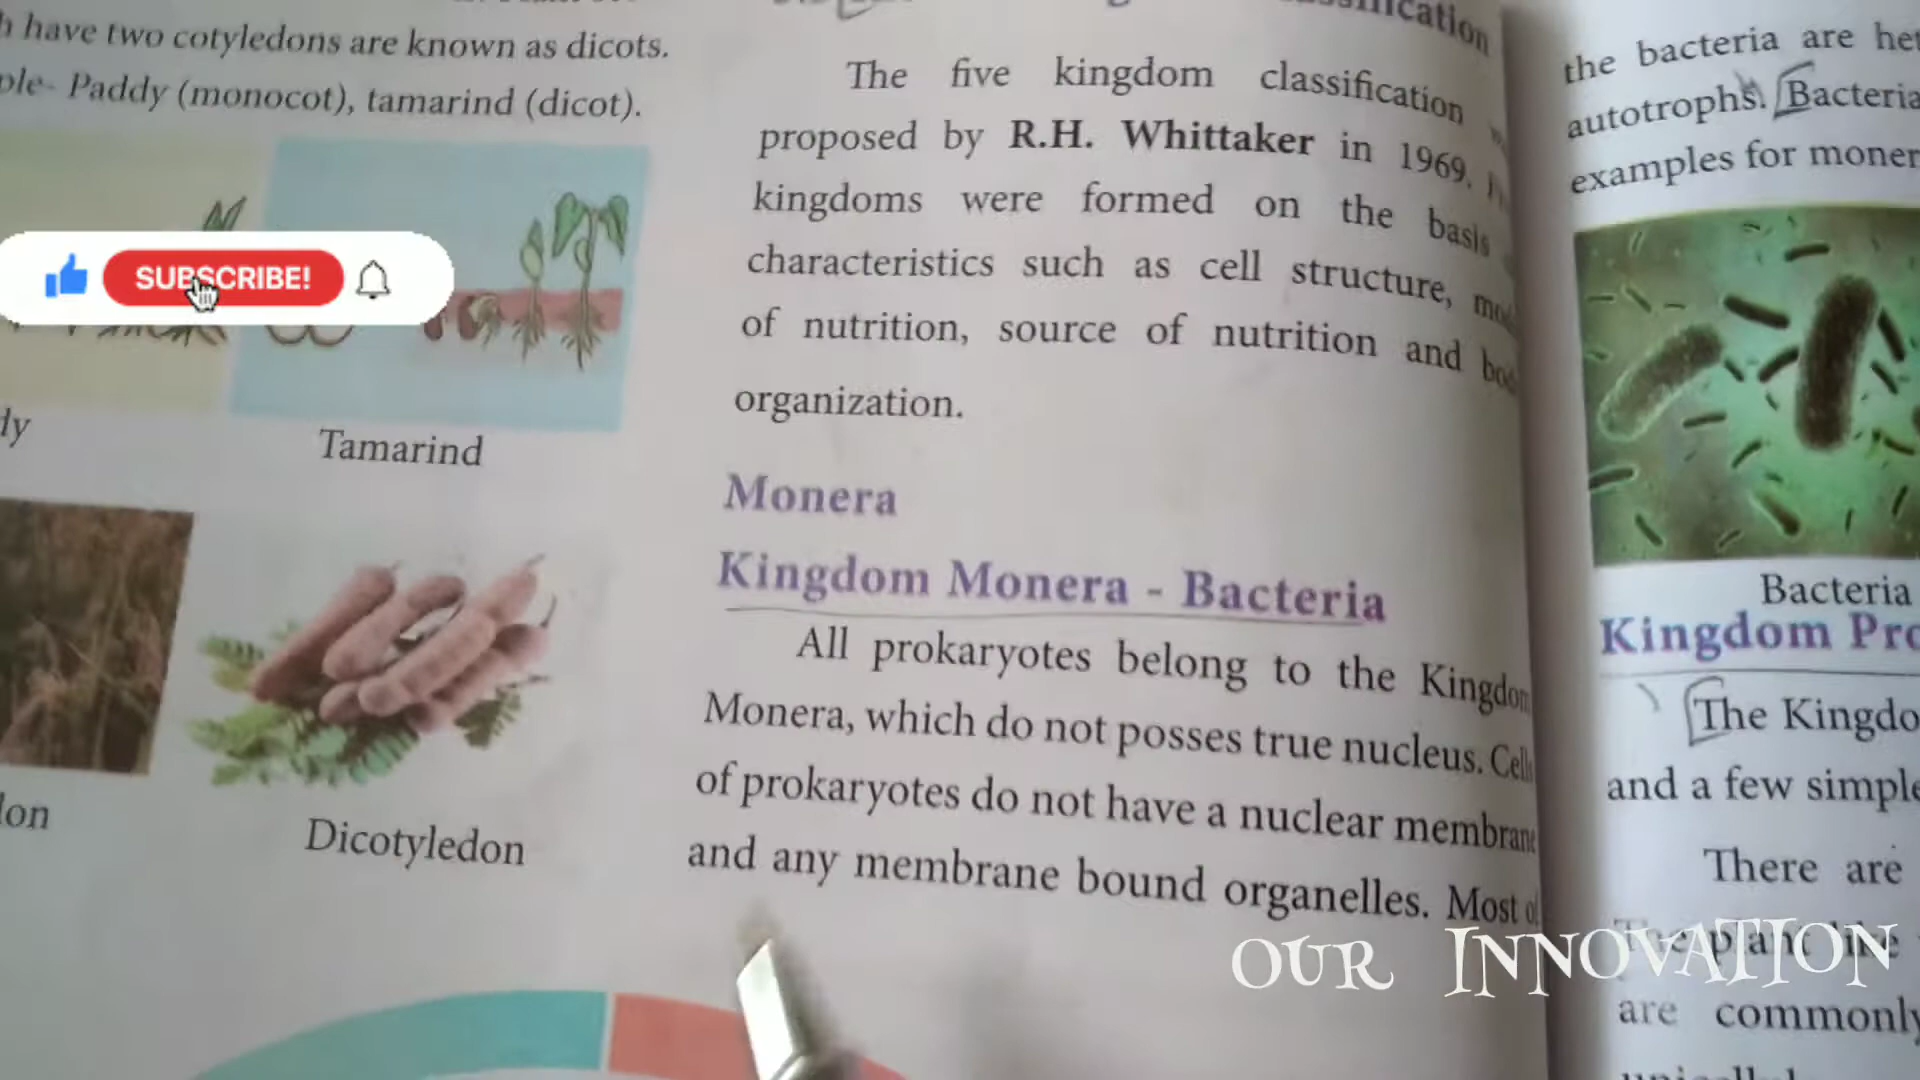 have two cotyledons are known as dicots.
Paddy (monocot), tamarind (dicot).
SUBSCRIBE!
Tamarind
Dicotyledon
The five kingdom classification
proposed by R.H. Whittaker in 1969.
kingdoms were formed on the basis
characteristics such as cell structure,
of nutrition, source of nutrition and
organization.
Monera
Kingdom Monera - Bacteria
All prokaryotes belong to the
Monera, which do not posses true nucleus.
of prokaryotes do not have a nuclear
and any membrane bound organelles. Most
the bacteria are
autotrophs. Bacteria
examples for
Bacteria
Kingdom
The
and a few
There are
are commonly
OUR INNOVATION